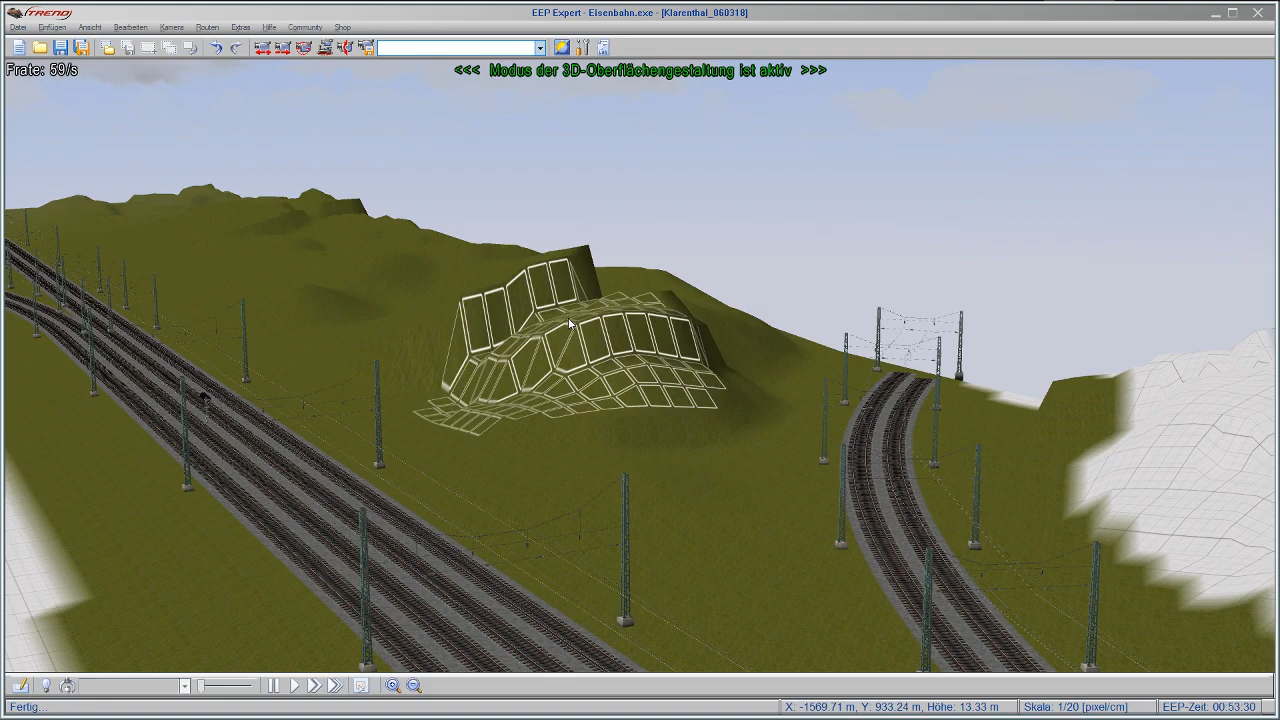 TREND
EEP Expert - Eisenbahn.exe - [Klarenthal_060318]
Datei Einfügen Ansicht Bearbeiten Kamera Routen Extras Hilfe Community Shop
Frate: 59/s
<<< Modus der 3D-Oberflächengestaltung ist aktiv >>>
Fertig...
X: -1569.71 m, Y: 933.24 m, Höhe: 13.33 m
Skala: 1/20 [pixel/cm]
EEP-Zeit: 00:53:30